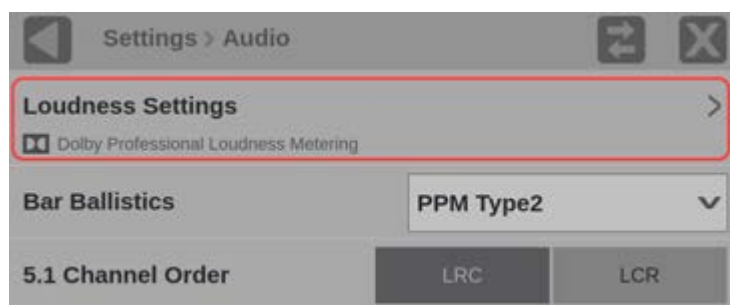 Settings > Audio
Loudness Settings
Dolby Professional Loudness Metering
Bar Ballistics
PPM Type2
5.1 Channel Order
LRC
LCR